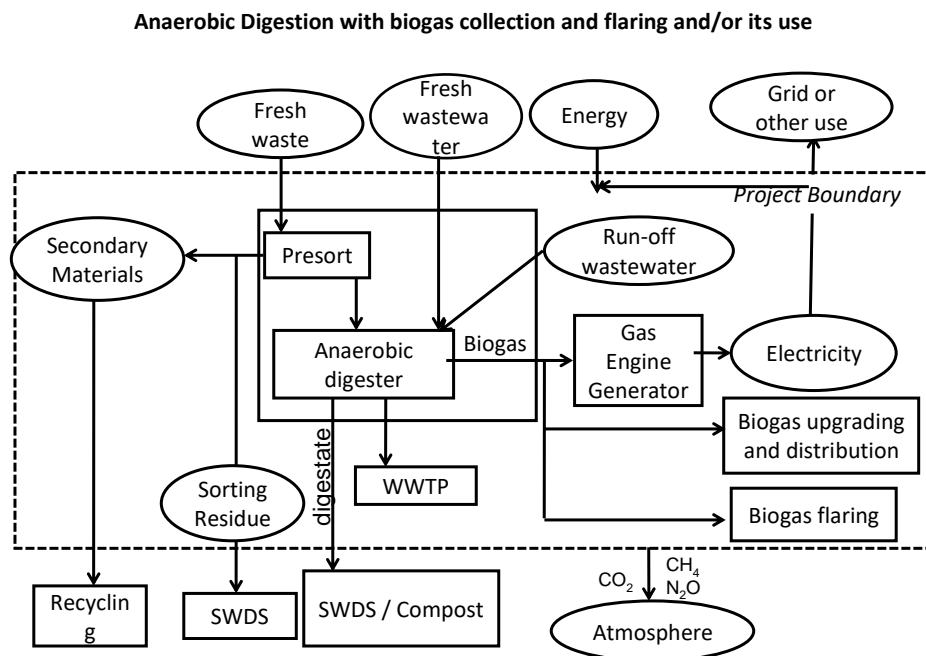 Anaerobic Digestion with biogas collection and flaring and/or its use
Fresh
waste
Fresh
wastewa
ter
Energy
Grid or
other use
Project Boundary
Secondary
Materials
Presort
Run-off
wastewater
Anaerobic
digester
Biogas
Gas
Engine
Generator
Electricity
Biogas upgrading
and distribution
digestate
WWTP
Sorting
Residue
Biogas flaring
Recyclin
g
SWDS
SWDS / Compost
CO₂
CH₄
N₂O
Atmosphere